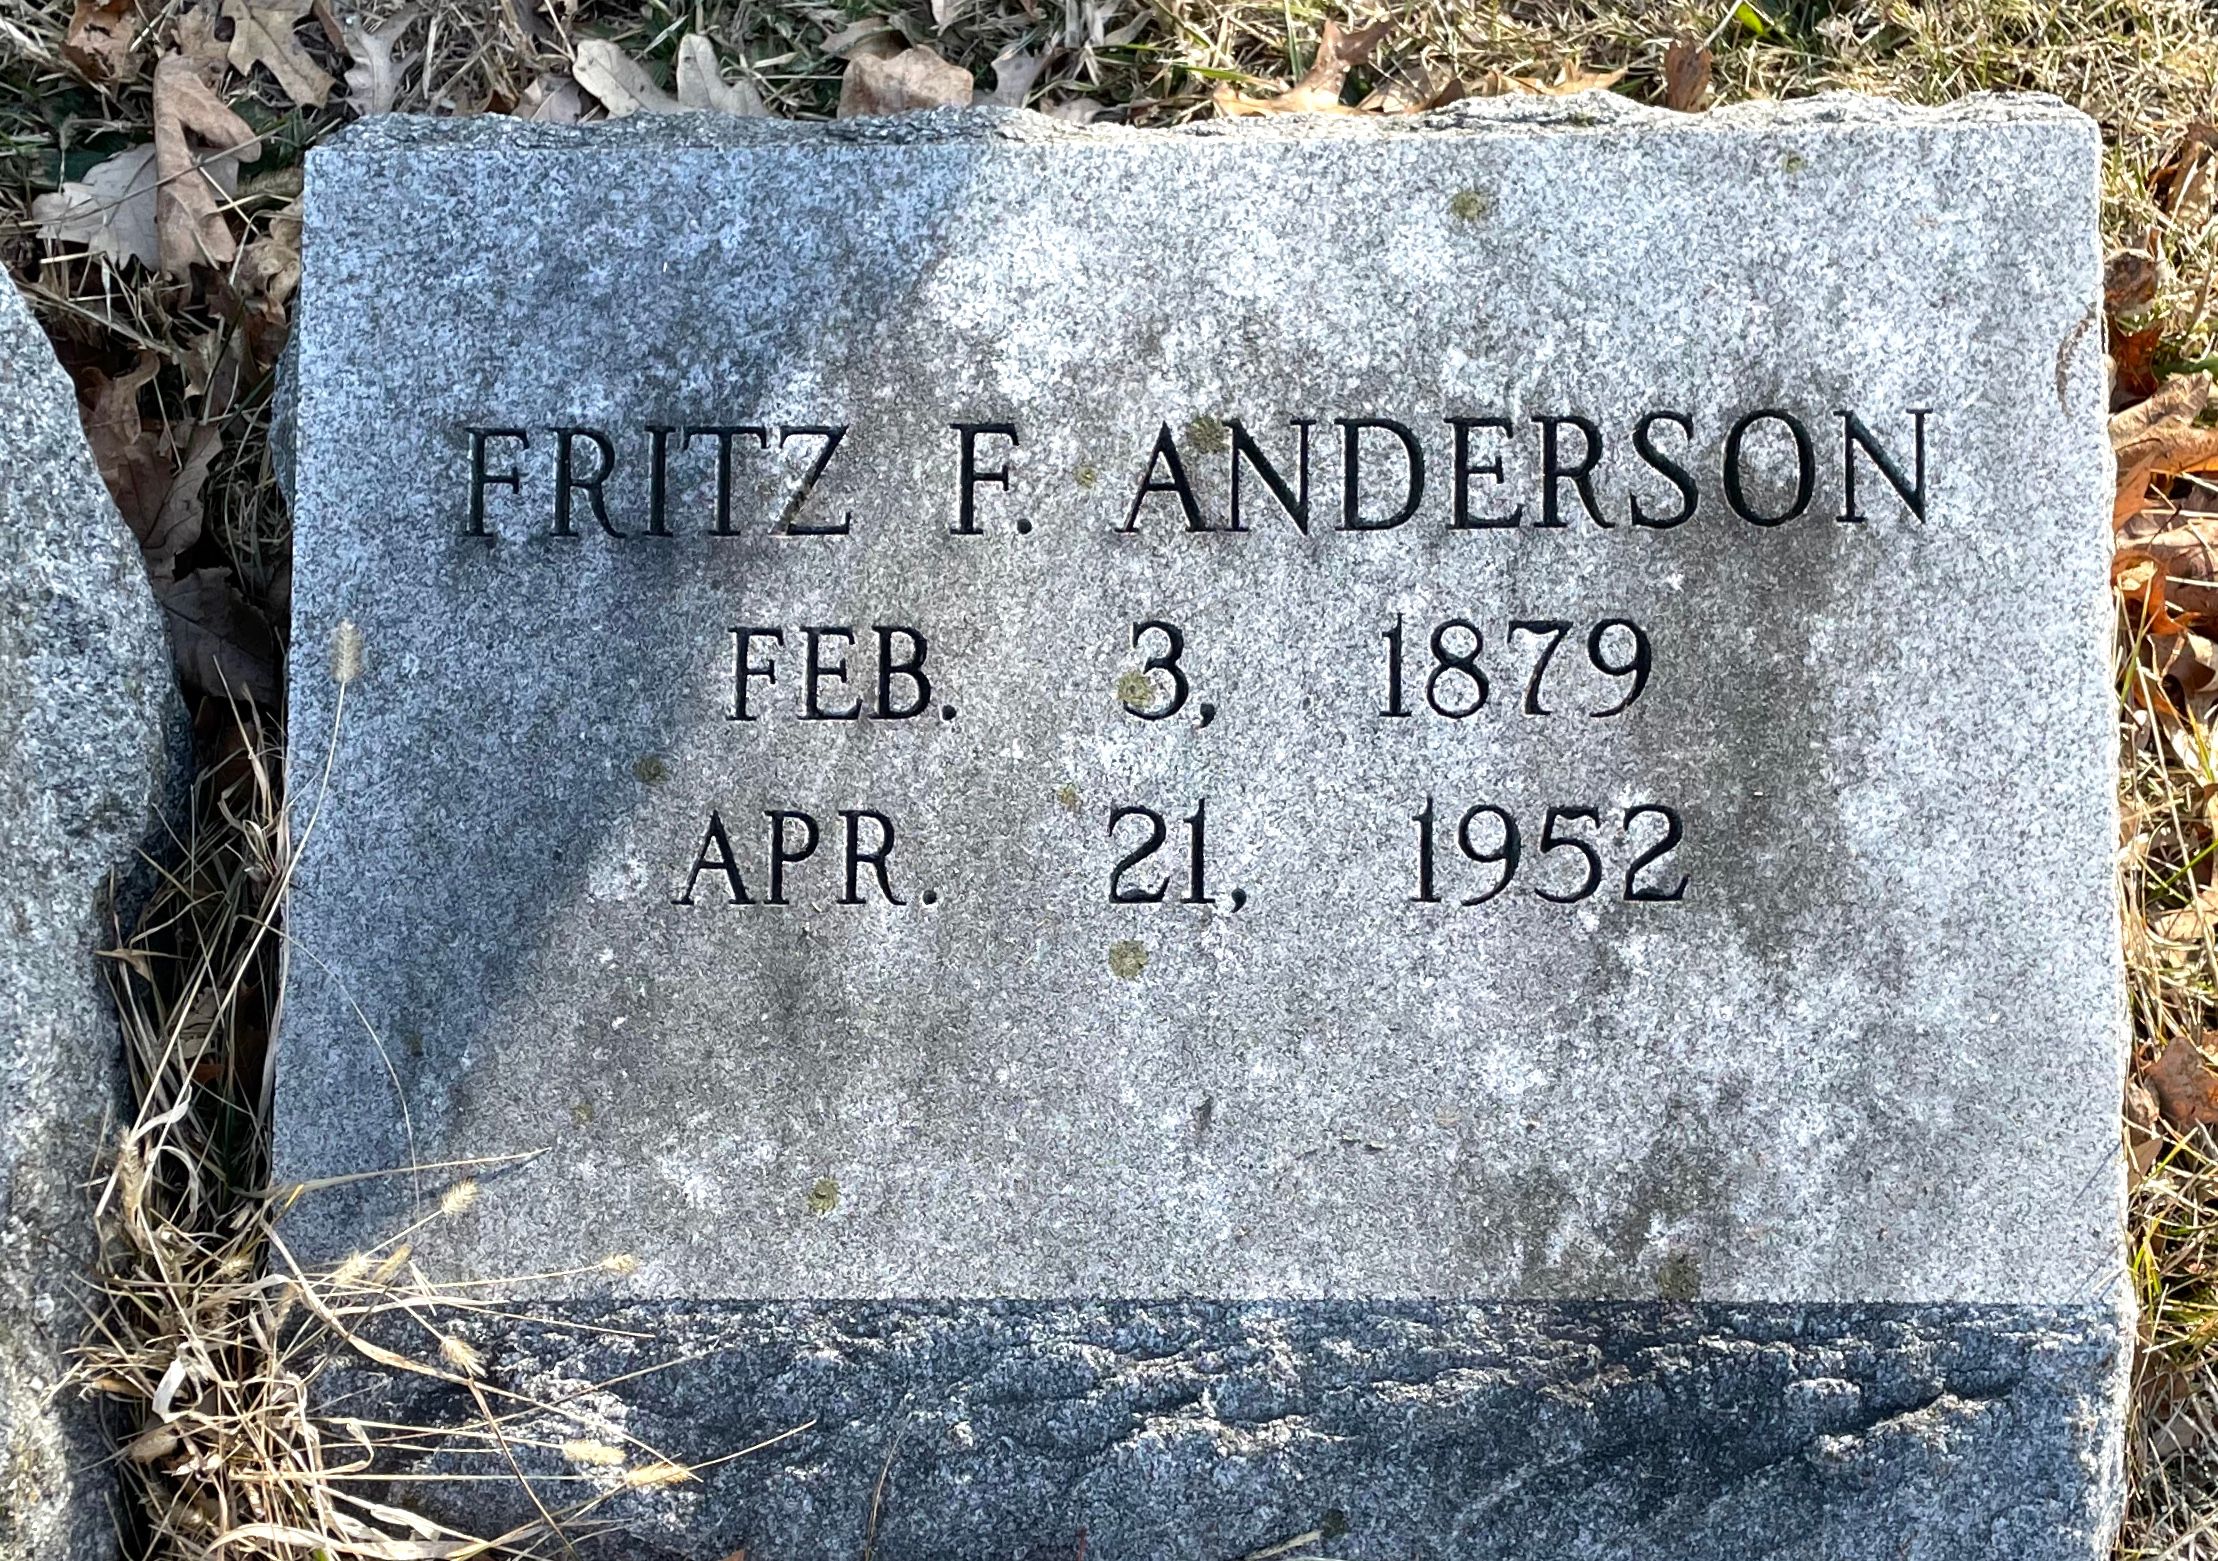 FRITZ F. ANDERSON
FEB. 3, 1879
APR. 21, 1952